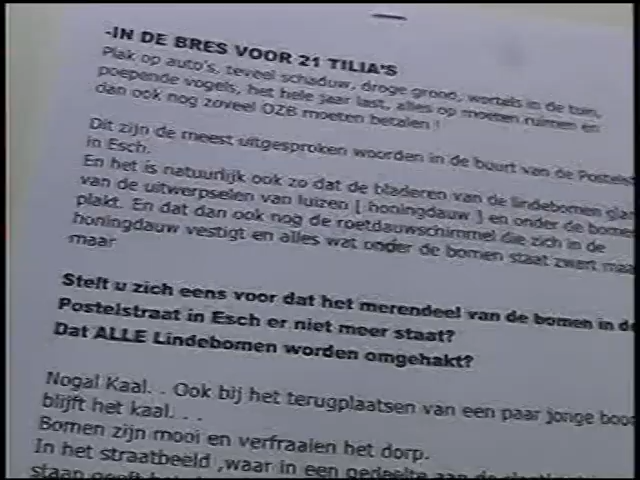 -IN DE BRES VOOR 21 TILIA'S
Plak op auto's, teveel schaduw, droge grond, wortels in de tuin,
poepende vogels, het hele jaar last, alles op moeten ruimen en
dan ook nog zoveel OZB moeten betalen !
Dit zijn de meest uitgesproken woorden in de buurt van de Postelst
in Esch.
En het is natuurlijk ook zo dat de bladeren van de lindebomen glan
van de uitwerpselen van luizen [ honingdauw ] en onder de bomen
plakt. En dat dan ook nog de roetdauwschimmel die zich in de
honingdauw vestigt en alles wat onder de bomen staat zwart maa
maar
Stelt u zich eens voor dat het merendeel van de bomen in de
Postelstraat in Esch er niet meer staat?
Dat ALLE Lindebomen worden omgehakt?
Nogal Kaal. . Ook bij het terugplaatsen van een paar jonge boo
blijft het kaal. . .
Bomen zijn mooi en verfraaien het dorp.
In het straatbeeld ,waar in een gedeelte aan de
staan geeft het